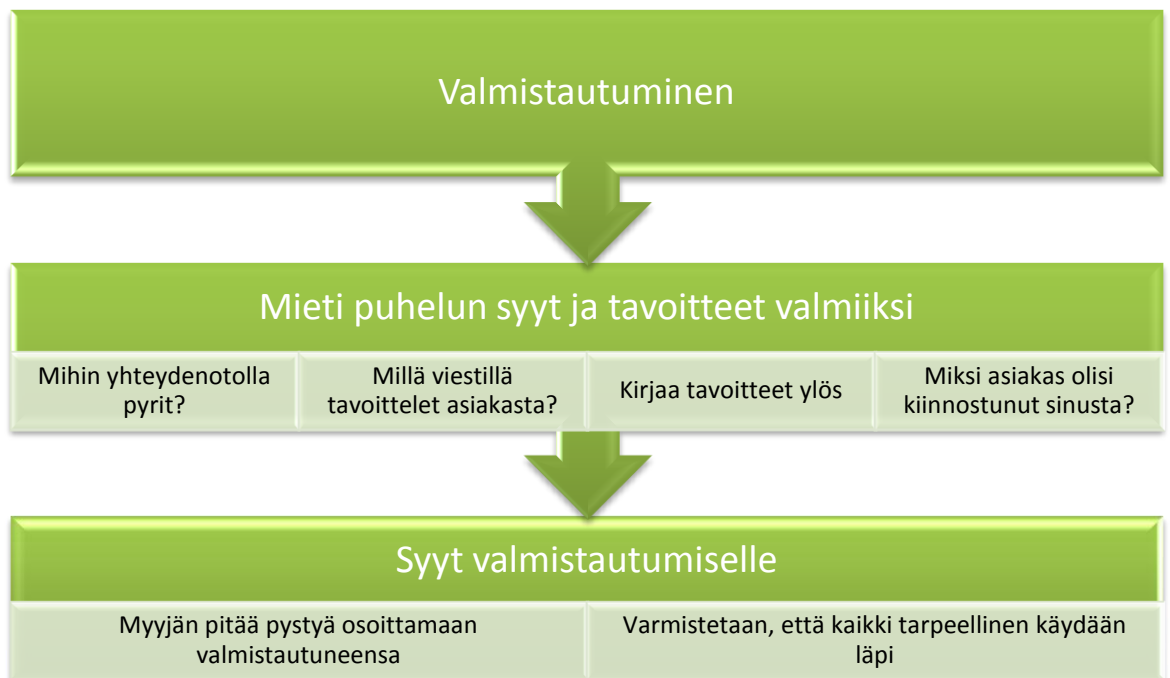 Valmistautuminen
Mieti puhelun syyt ja tavoitteet valmiiksi
Mihin yhteydenotolla
pyrit?
Millä viestillä
tavoittelet asiakasta?
Kirjaa tavoitteet ylös
Miksi asiakas olisi
kiinnostunut sinusta?
Syyt valmistautumiselle
Myyjän pitää pystyä osoittamaan
valmistautuneensa
Varmistetaan, että kaikki tarpeellinen käydään
läpi